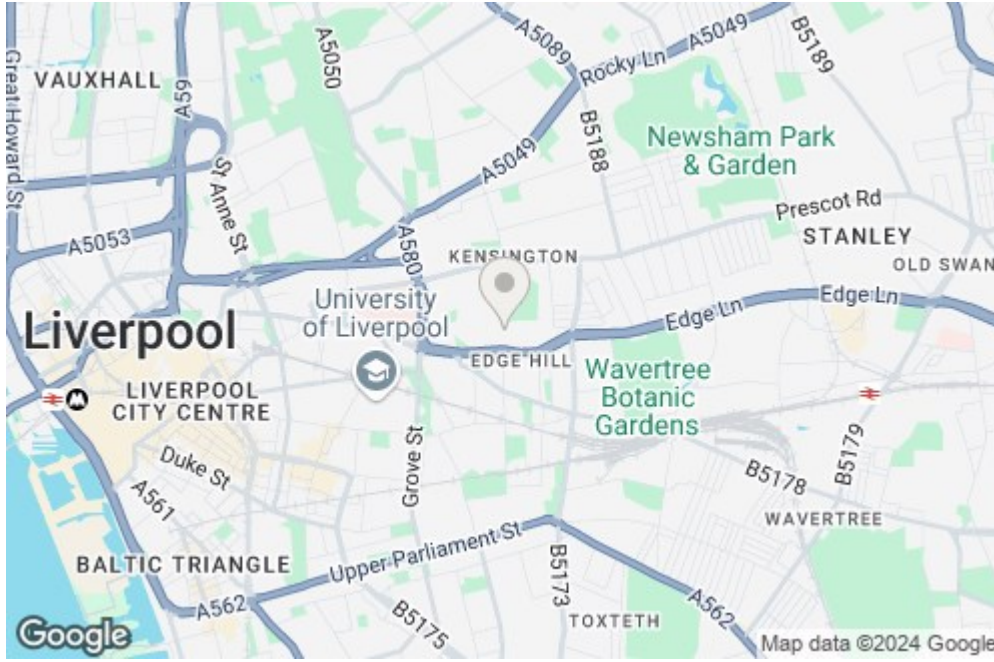 A5089
A5049
B5189
VAUXHALL
A5050
Rocky Ln
Great Howard St
A59
B5188
Newsham Park
& Garden
A5049
St Anne St
Prescot Rd
STANLEY
A5053
A580
KENSINGTON
OLD SWAN
University
of Liverpool
Edge Ln
Edge Ln
Liverpool
EDGE HILL
Wavertree
Botanic
Gardens
LIVERPOOL
CITY CENTRE
Grove St
B5179
Duke St
B5178
A561
WAVERTREE
BALTIC TRIANGLE
Upper Parliament St
B5173
A562
A562
B5175
TOXTETH
Google
Map data ©2024 Google